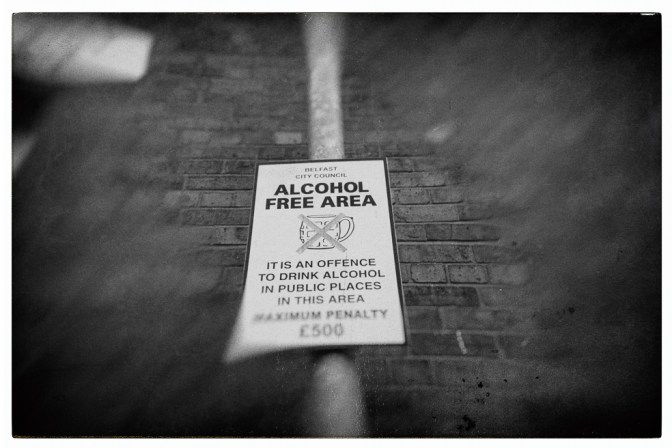 BELFAST
CITY COUNCIL
ALCOHOL
FREE AREA
IT IS AN OFFENCE
TO DRINK ALCOHOL
IN PUBLIC PLACES
IN THIS AREA
MAXIMUM PENALTY
£500